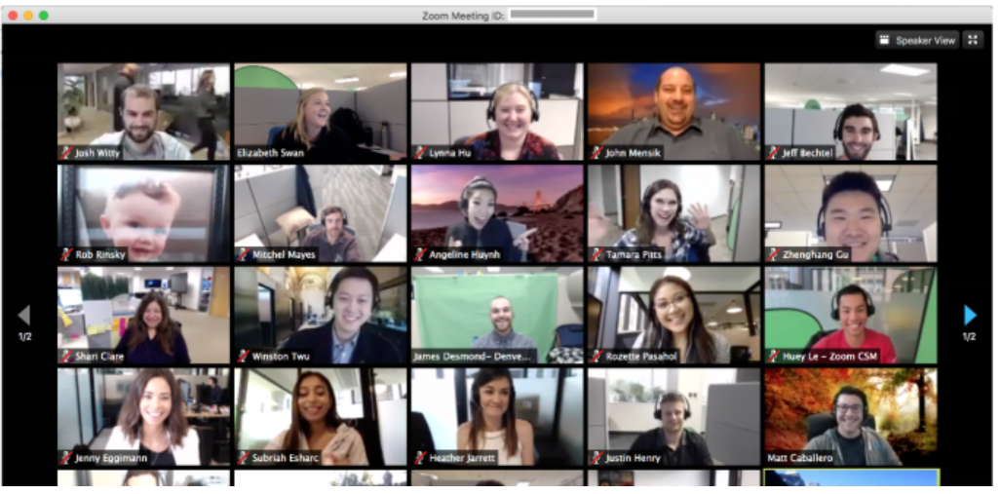 Zoom Meeting ID:
Speaker View
Josh Witty
Elizabeth Swan
Lynna Hu
John Mensik
Jeff Bechtel
Rob Rinsky
Mitchel Mayes
Angeline Huynh
Tamara Pitts
Zhenghang Gu
Shari Clare
Winston Twu
James Desmond- Denve...
Rozette Pasahol
Huey Le - Zoom CSM
1/2
1/2
Jenny Eggimann
Subriah Esharc
Heather Jarrett
Justin Henry
Matt Caballero